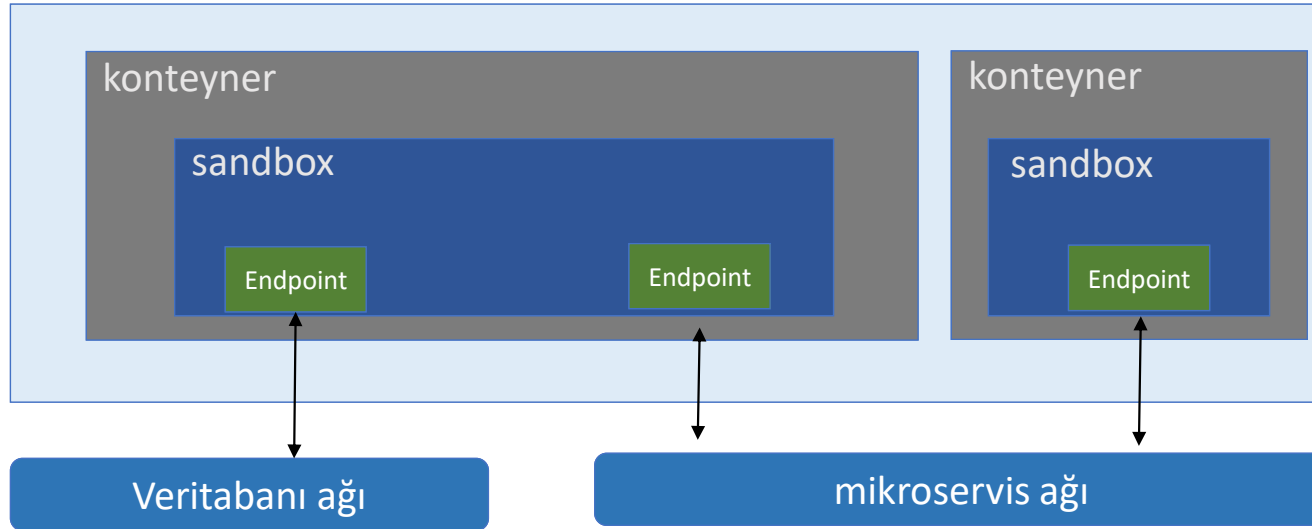 konteyner
sandbox
Endpoint
Endpoint
konteyner
sandbox
Endpoint
Veritabanı ağı
mikroservis ağı